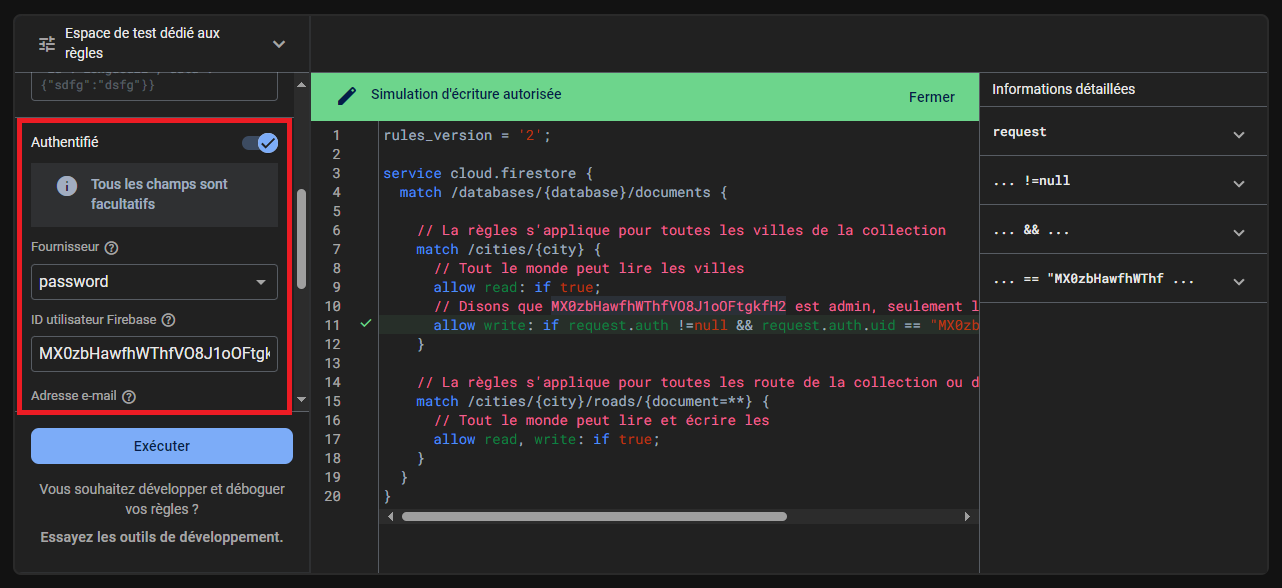 Espace de test dédié aux
règles
{"sdfg":"dsfg"}}
Authentifié
Tous les champs sont
facultatifs
Fournisseur
password
ID utilisateur Firebase
MX0zbHawfhWThfVO8J1oOFtgk
Adresse e-mail
Exécuter
Vous souhaitez développer et déboguer
vos règles ?
Essayez les outils de développement.
Simulation d'écriture autorisée
Fermer
1 rules_version = '2';
2
3 service cloud.firestore {
4 match /databases/{database}/documents {
5
6 // La règles s'applique pour toutes les villes de la collection
7 match /cities/{city} {
8 // Tout le monde peut lire les villes
9 allow read: if true;
10 // Disons que MX0zbHawfhWThfVO8J1oOFtgkfH2 est admin, seulement l
11 allow write: if request.auth !=null && request.auth.uid == "MX0zb
12 }
13
14 // La règles s'applique pour toutes les route de la collection ou d
15 match /cities/{city}/roads/{document=**} {
16 // Tout le monde peut lire et écrire les
17 allow read, write: if true;
18 }
19 }
20 }
Informations détaillées
request
... !=null
... && ...
... == "MX0zbHawfhWThf ...